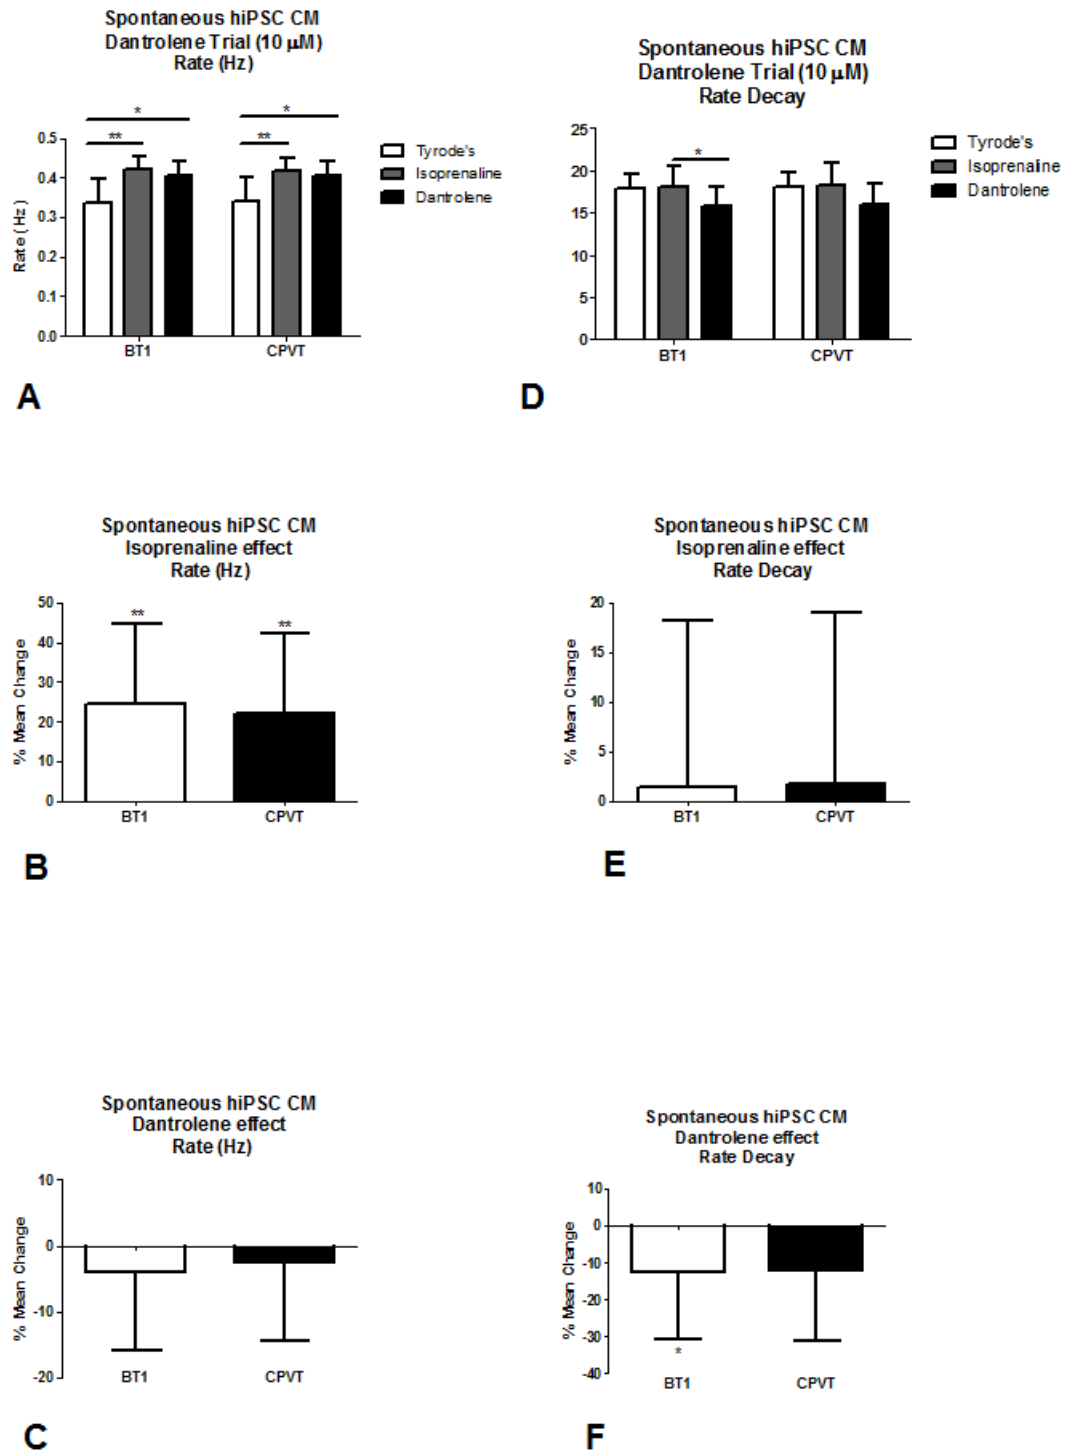 Spontaneous hiPSC CM
Dantrolene Trial (10 µM)
Rate (Hz)
*
*
**
**
0.5
0.4
0.3
0.2
0.1
0.0
Rate (Hz)
BT1
CPVT
Tyrode's
Isoprenaline
Dantrolene
A
Spontaneous hiPSC CM
Dantrolene Trial (10 µM)
Rate Decay
*
25
20
15
10
5
0
BT1
CPVT
Tyrode's
Isoprenaline
Dantrolene
D
Spontaneous hiPSC CM
Isoprenaline effect
Rate (Hz)
**
**
50
40
30
20
10
0
% Mean Change
BT1
CPVT
B
Spontaneous hiPSC CM
Isoprenaline effect
Rate Decay
20
15
10
5
0
% Mean Change
BT1
CPVT
E
Spontaneous hiPSC CM
Dantrolene effect
Rate (Hz)
10
0
-10
-20
% Mean Change
BT1
CPVT
C
Spontaneous hiPSC CM
Dantrolene effect
Rate Decay
10
0
-10
-20
-30
-40
% Mean Change
*
BT1
CPVT
F